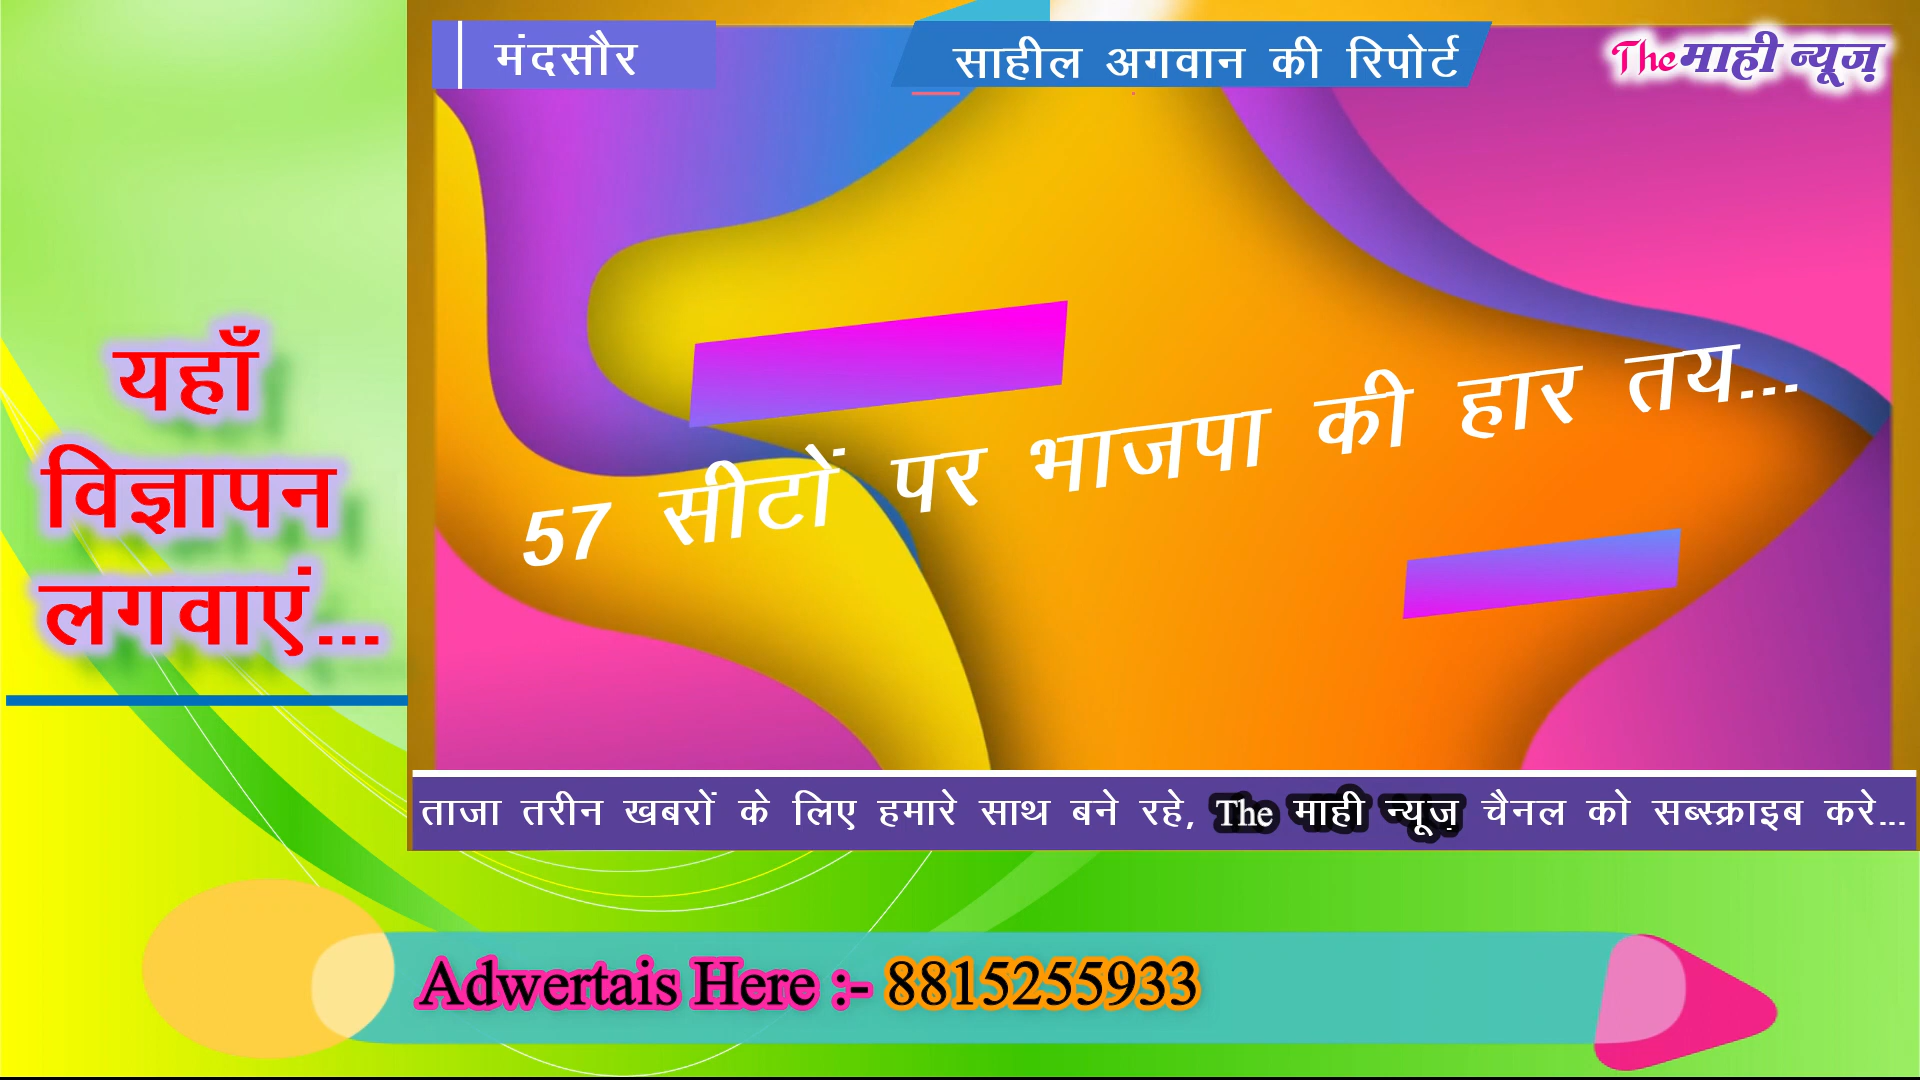 मंदसौर
साहील अगवान की रिपोर्ट
Theमाही न्यूज़
यहाँ
विज्ञापन
लगवाएं...
57 सीटों पर भाजपा की हार तय...
ताजा तरीन खबरों के लिए हमारे साथ बने रहे, The माही न्यूज़ चैनल को सब्स्क्राइब करे...
Adwertais Here :- 8815255933